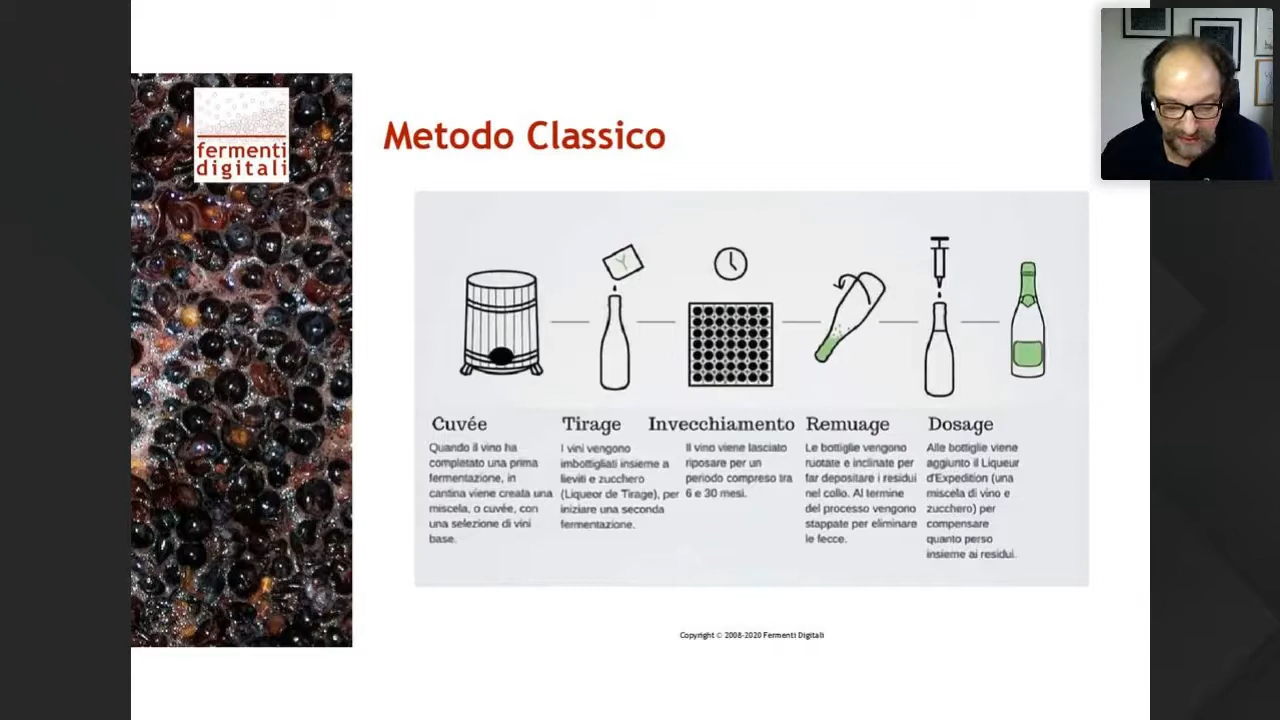 fermenti
digitali
Metodo Classico
Y
Cuvée
Quando il vino ha
completato una prima
fermentazione, in
cantina viene creata una
miscela, o cuvée, con
una selezione di vini
base.
Tirage
I vini vengono
imbottigliati insieme a
lieviti e zucchero
(Liqueur de Tirage), per
iniziare una seconda
fermentazione.
Invecchiamento
Il vino viene lasciato
riposare per un
periodo compreso tra
6 e 30 mesi.
Remuage
Le bottiglie vengono
ruotate e inclinate per
far depositare i residui
nel collo. Al termine
del processo vengono
stappate per eliminare
le fecce.
Dosage
Alle bottiglie viene
aggiunto il Liqueur
d'Expedition (una
miscela di vino e
zucchero) per
compensare
quanto perso
insieme ai residui.
Copyright © 2008-2020 Fermenti Digitali